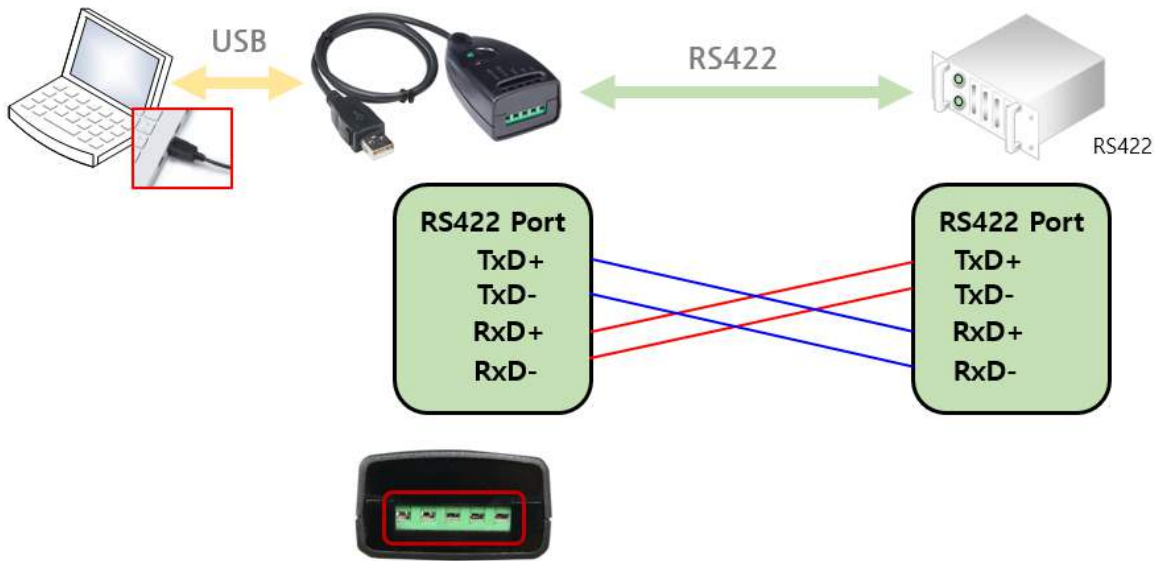 USB
RS422
RS422
RS422 Port
TxD+
TxD-
RxD+
RxD-
RS422 Port
TxD+
TxD-
RxD+
RxD-